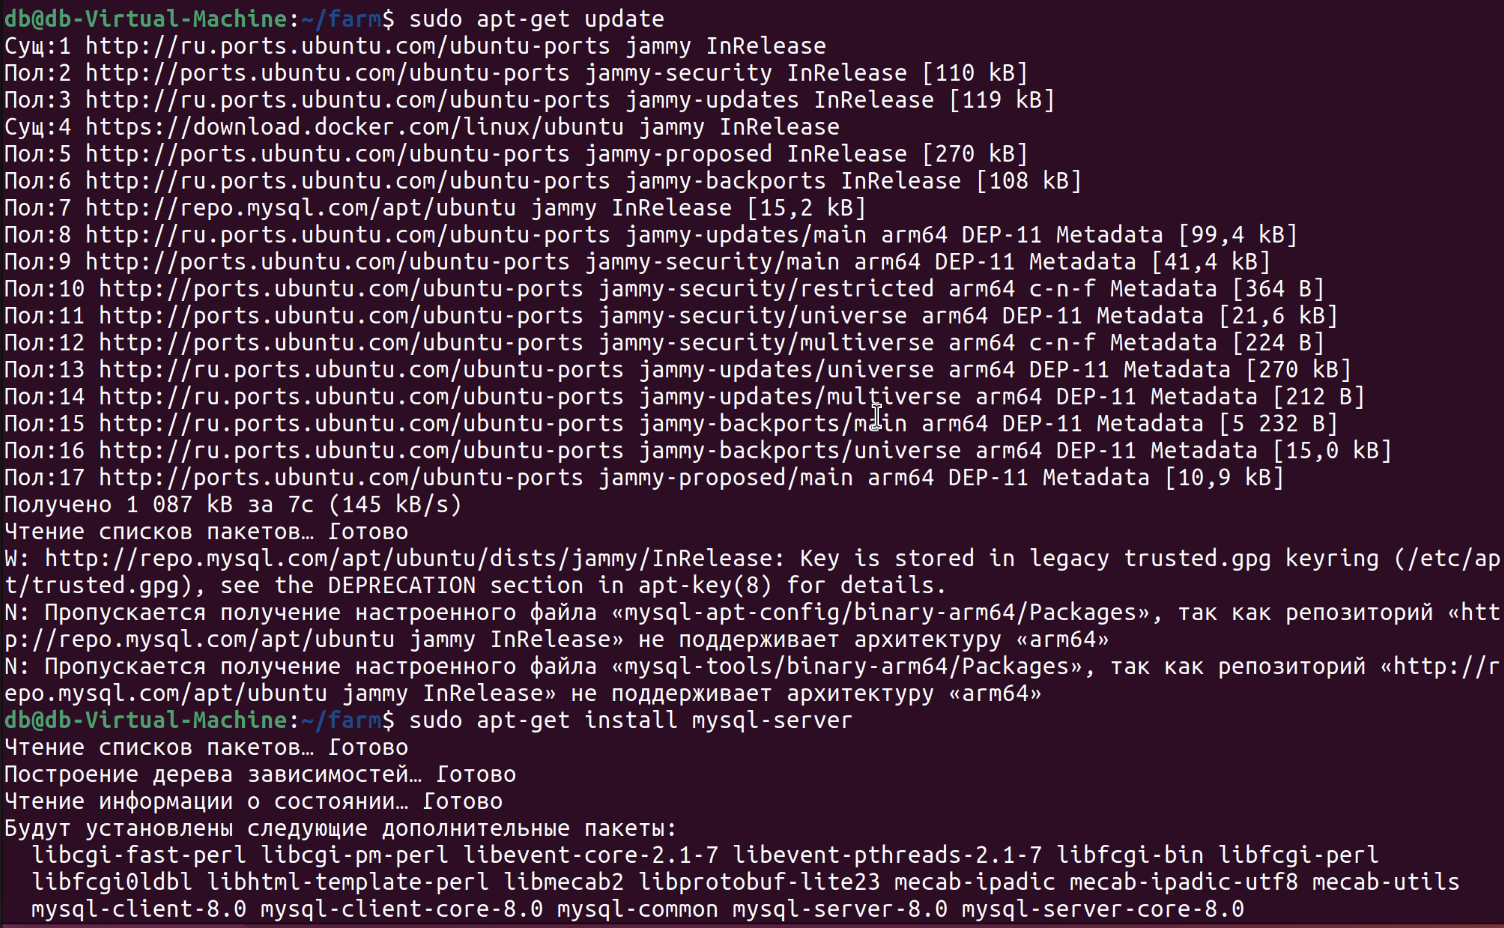 db@db-Virtual-Machine:~/farm$ sudo apt-get update
Сущ:1 http://ru.ports.ubuntu.com/ubuntu-ports jammy InRelease
Пол:2 http://ports.ubuntu.com/ubuntu-ports jammy-security InRelease [110 kB]
Пол:3 http://ru.ports.ubuntu.com/ubuntu-ports jammy-updates InRelease [119 kB]
Сущ:4 https://download.docker.com/linux/ubuntu jammy InRelease
Пол:5 http://ports.ubuntu.com/ubuntu-ports jammy-proposed InRelease [270 kB]
Пол:6 http://ru.ports.ubuntu.com/ubuntu-ports jammy-backports InRelease [108 kB]
Пол:7 http://repo.mysql.com/apt/ubuntu jammy InRelease [15,2 kB]
Пол:8 http://ru.ports.ubuntu.com/ubuntu-ports jammy-updates/main arm64 DEP-11 Metadata [99,4 kB]
Пол:9 http://ports.ubuntu.com/ubuntu-ports jammy-security/main arm64 DEP-11 Metadata [41,4 kB]
Пол:10 http://ports.ubuntu.com/ubuntu-ports jammy-security/restricted arm64 c-n-f Metadata [364 B]
Пол:11 http://ports.ubuntu.com/ubuntu-ports jammy-security/universe arm64 DEP-11 Metadata [21,6 kB]
Пол:12 http://ports.ubuntu.com/ubuntu-ports jammy-security/multiverse arm64 c-n-f Metadata [224 B]
Пол:13 http://ru.ports.ubuntu.com/ubuntu-ports jammy-updates/universe arm64 DEP-11 Metadata [270 kB]
Пол:14 http://ru.ports.ubuntu.com/ubuntu-ports jammy-updates/multiverse arm64 DEP-11 Metadata [212 B]
Пол:15 http://ru.ports.ubuntu.com/ubuntu-ports jammy-backports/main arm64 DEP-11 Metadata [5 232 B]
Пол:16 http://ru.ports.ubuntu.com/ubuntu-ports jammy-backports/universe arm64 DEP-11 Metadata [15,0 kB]
Пол:17 http://ports.ubuntu.com/ubuntu-ports jammy-proposed/main arm64 DEP-11 Metadata [10,9 kB]
Получено 1 087 kB за 7с (145 kB/s)
Чтение списков пакетов… Готово
W: http://repo.mysql.com/apt/ubuntu/dists/jammy/InRelease: Key is stored in legacy trusted.gpg keyring (/etc/ap
t/trusted.gpg), see the DEPRECATION section in apt-key(8) for details.
N: Пропускается получение настроенного файла «mysql-apt-config/binary-arm64/Packages», так как репозиторий «htt
p://repo.mysql.com/apt/ubuntu jammy InRelease» не поддерживает архитектуру «arm64»
N: Пропускается получение настроенного файла «mysql-tools/binary-arm64/Packages», так как репозиторий «http://r
epo.mysql.com/apt/ubuntu jammy InRelease» не поддерживает архитектуру «arm64»
db@db-Virtual-Machine:~/farm$ sudo apt-get install mysql-server
Чтение списков пакетов… Готово
Построение дерева зависимостей… Готово
Чтение информации о состоянии… Готово
Будут установлены следующие дополнительные пакеты:
  libcgi-fast-perl libcgi-pm-perl libevent-core-2.1-7 libevent-pthreads-2.1-7 libfcgi-bin libfcgi-perl
  libfcgi0ldbl libhtml-template-perl libmecab2 libprotobuf-lite23 mecab-ipadic mecab-ipadic-utf8 mecab-utils
  mysql-client-8.0 mysql-client-core-8.0 mysql-common mysql-server-8.0 mysql-server-core-8.0